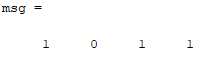 msg =
1 0 1 1